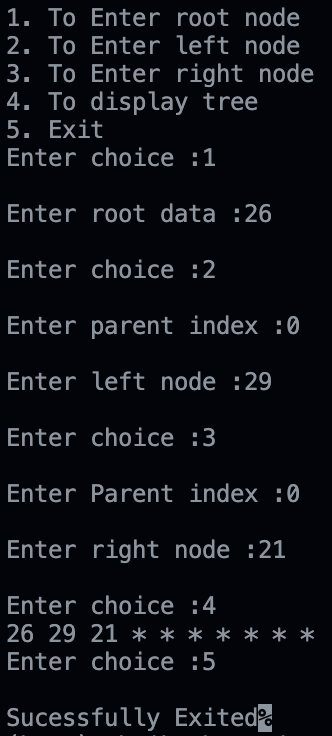 1. To Enter root node
2. To Enter left node
3. To Enter right node
4. To display tree
5. Exit
Enter choice :1
Enter root data :26
Enter choice :2
Enter parent index :0
Enter left node :29
Enter choice :3
Enter Parent index :0
Enter right node :21
Enter choice :4
26 29 21 * * * * * * *
Enter choice :5
Sucessfully Exited%